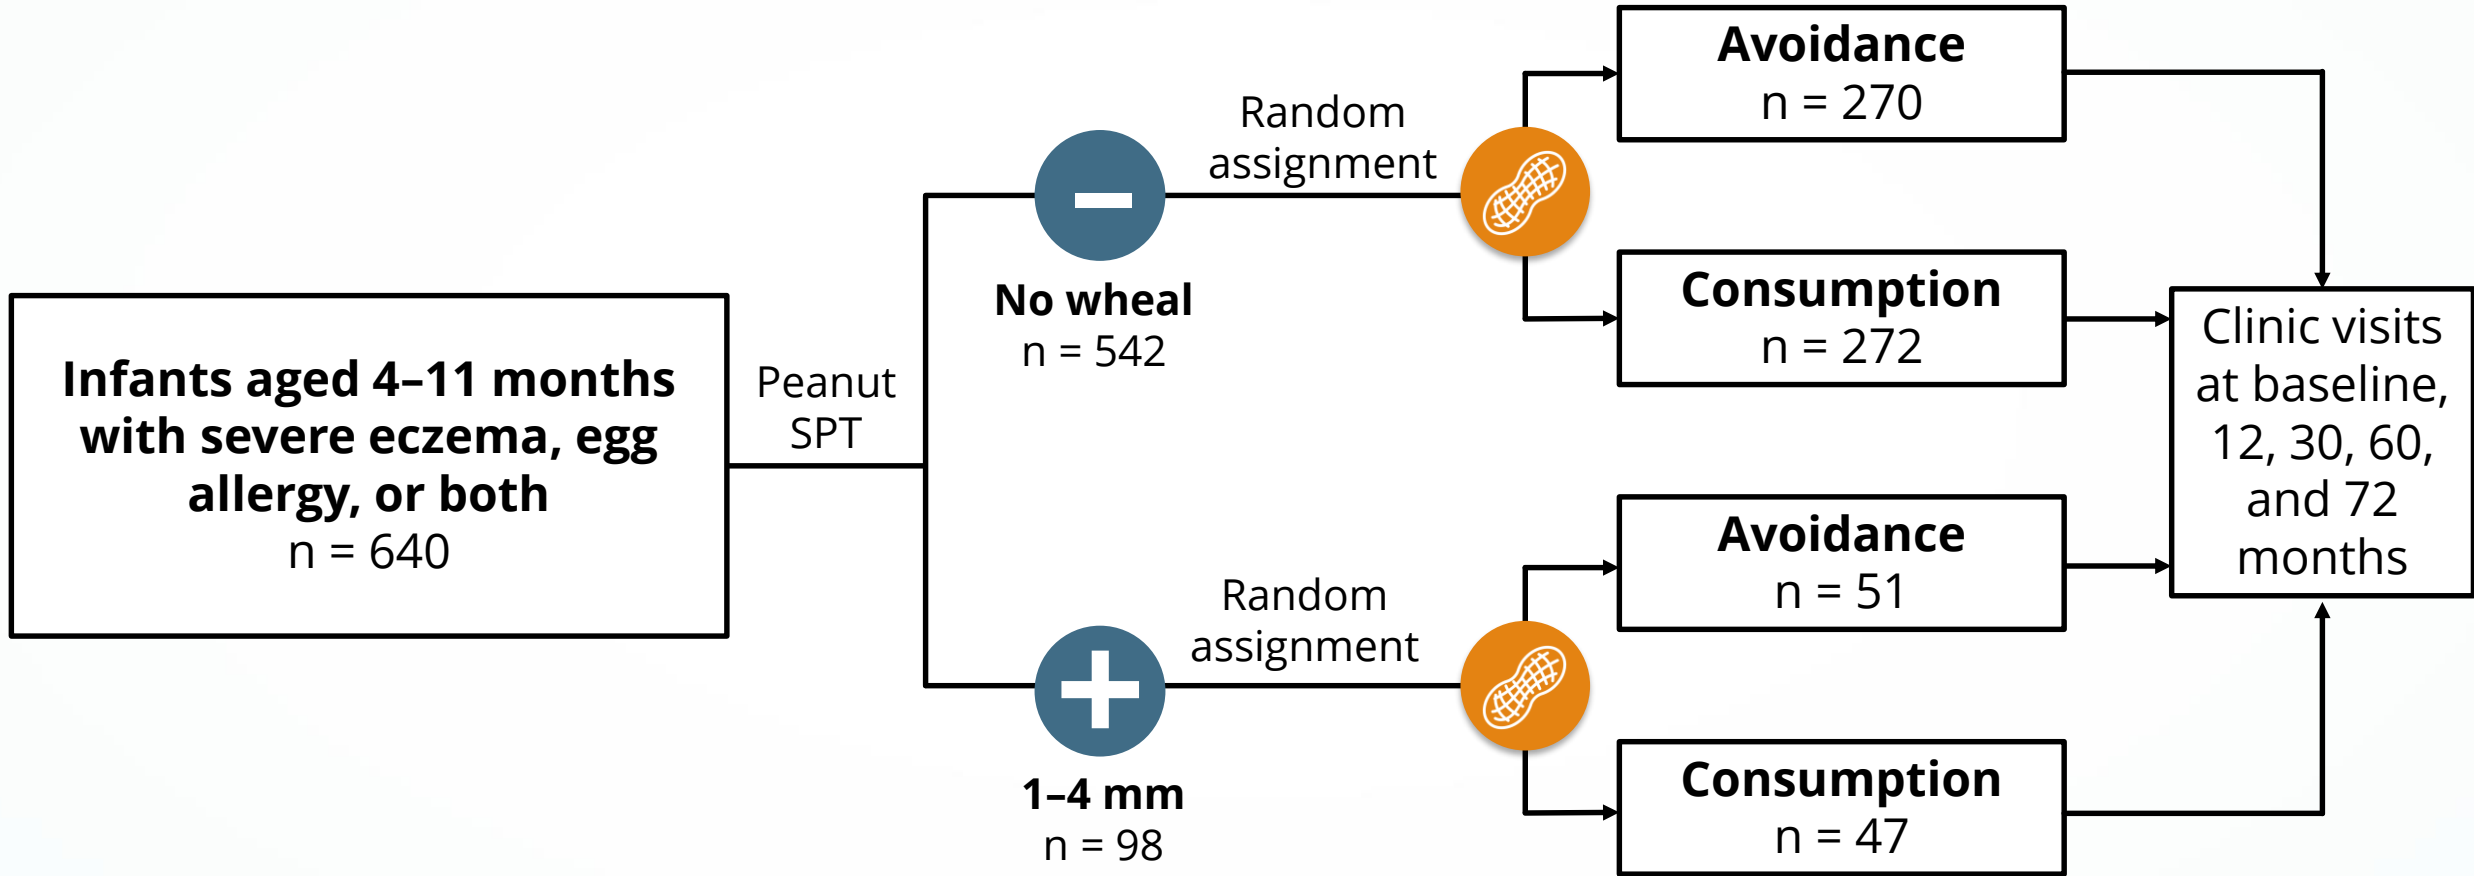 Infants aged 4–11 months
with severe eczema, egg
allergy, or both
n = 640
Peanut
SPT
No wheal
n = 542
Random
assignment
Avoidance
n = 270
Consumption
n = 272
1–4 mm
n = 98
Random
assignment
Avoidance
n = 51
Consumption
n = 47
Clinic visits
at baseline,
12, 30, 60,
and 72
months